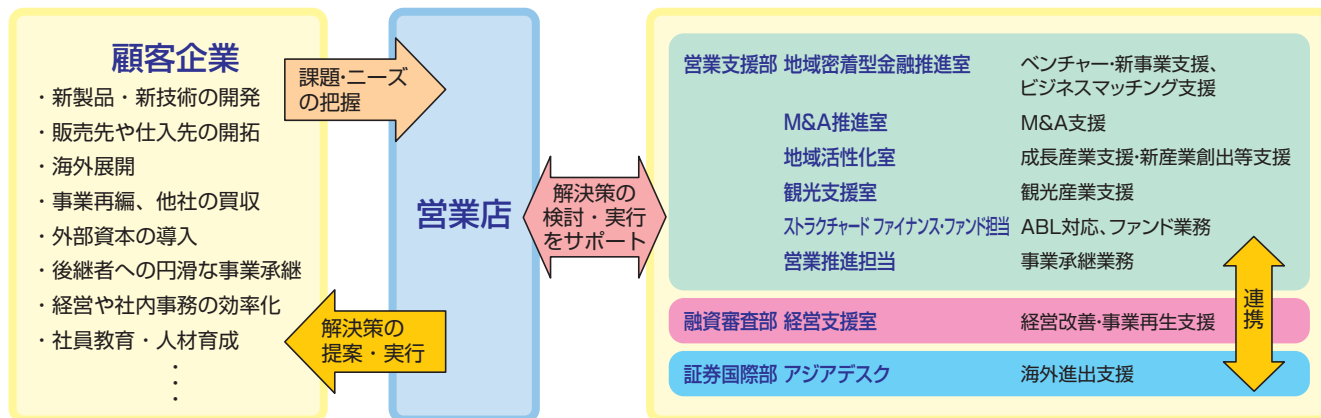 顧客企業
・新製品・新技術の開発
・販売先や仕入先の開拓
・海外展開
・事業再編、他社の買収
・外部資本の導入
・後継者への円滑な事業承継
・経営や社内事務の効率化
・社員教育・人材育成
・
・
・
課題・ニーズ
の把握
解決策の
提案・実行
営業店
解決策の
検討・実行
をサポート
営業支援部 地域密着型金融推進室 ベンチャー・新事業支援、
ビジネスマッチング支援
M&A推進室 M&A支援
地域活性化室 成長産業支援・新産業創出等支援
観光支援室 観光産業支援
ストラクチャード ファイナンス・ファンド担当 ABL対応、ファンド業務
営業推進担当 事業承継業務
融資審査部 経営支援室 経営改善・事業再生支援
証券国際部 アジアデスク 海外進出支援
連携